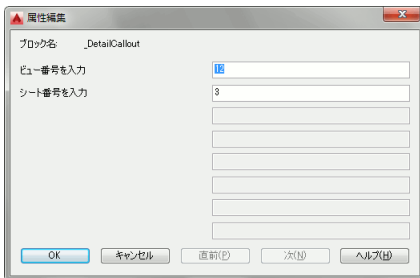 属性編集
ブロック名: _DetailCallout
ビュー番号を入力 12
シート番号を入力 3
OK キャンセル 直前(P) 次(N) ヘルプ(H)